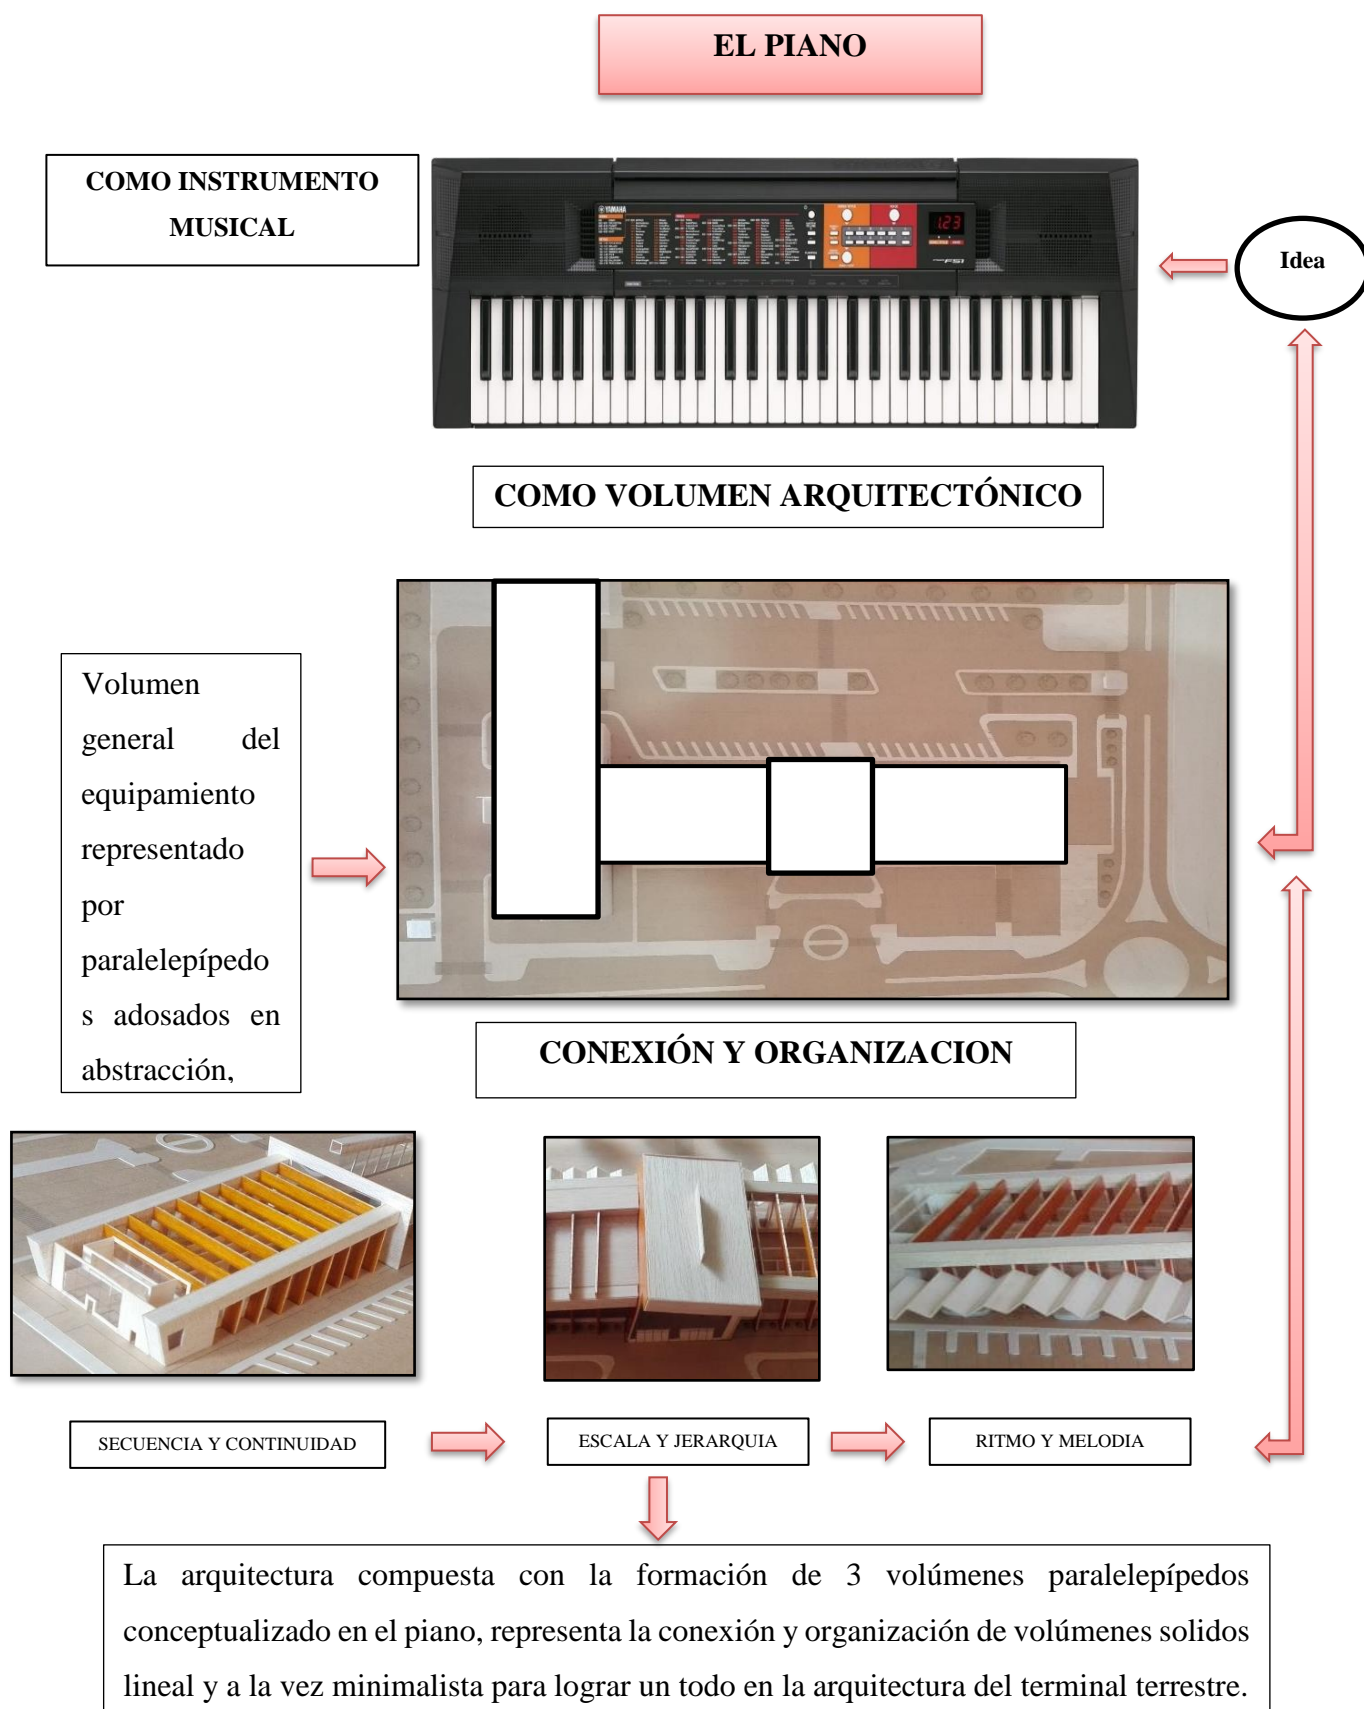 EL PIANO
COMO INSTRUMENTO
MUSICAL
YAMAHA
123
F51
Idea
COMO VOLUMEN ARQUITECTÓNICO
Volumen
general del
equipamiento
representado
por
paralelepípedo
s adosados en
abstracción,
CONEXIÓN Y ORGANIZACION
SECUENCIA Y CONTINUIDAD
ESCALA Y JERARQUIA
RITMO Y MELODIA
La arquitectura compuesta con la formación de 3 volúmenes paralelepípedos
conceptualizado en el piano, representa la conexión y organización de volúmenes solidos
lineal y a la vez minimalista para lograr un todo en la arquitectura del terminal terrestre.